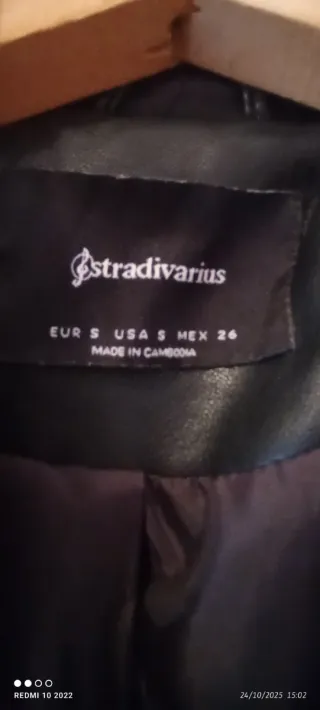 stradivarius
EUR S USA S MEX 26
MADE IN CAMBODIA
REDMI 10 2022
24/10/2025 15:02